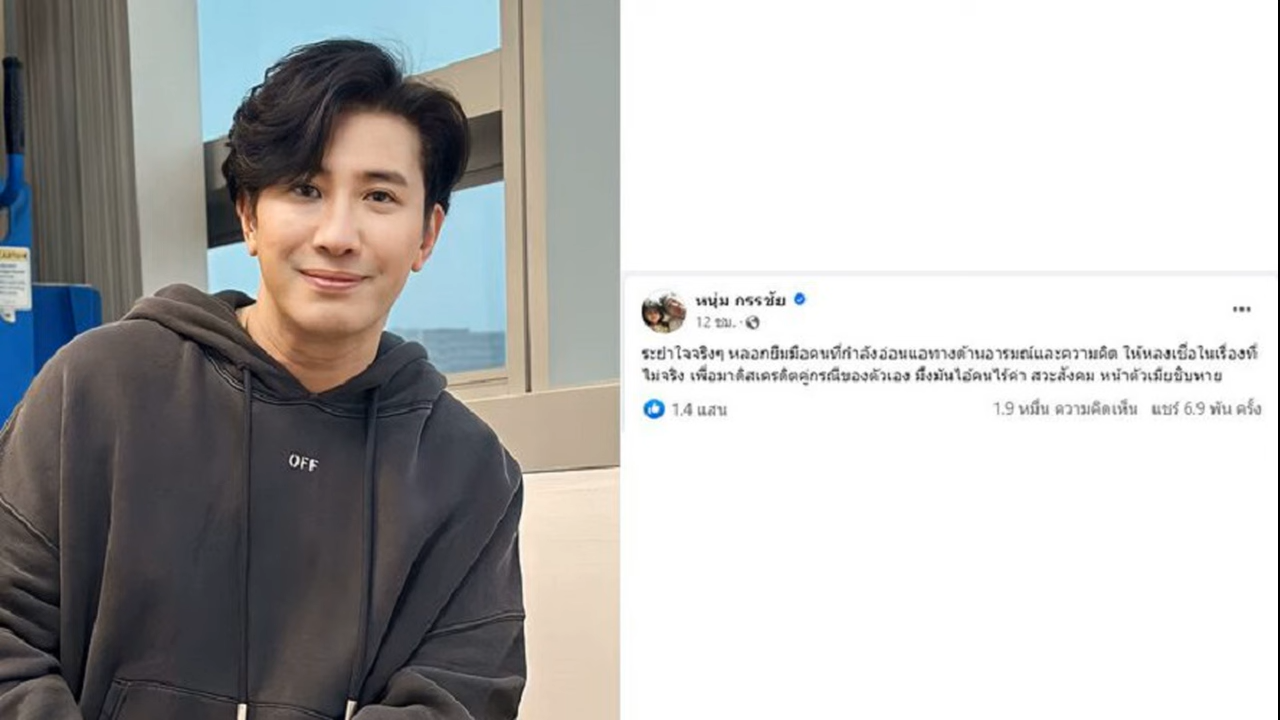 OFF
หนุ่ม กรรชัย
12 ชม. ·
ระยำใจจริงๆ หลอกยืมมือคนที่กำลังอ่อนแอทางด้านอารมณ์และความคิด ให้หลงเชื่อในเรื่องที่
ไม่จริง เพื่อมาดิสเครดิตคู่กรณีของตัวเอง มึงมันไอ้คนไร้ค่า สวะสังคม หน้าตัวเมียชิบหาย
1.4 แสน
1.9 หมื่น ความคิดเห็น แชร์ 6.9 พัน ครั้ง